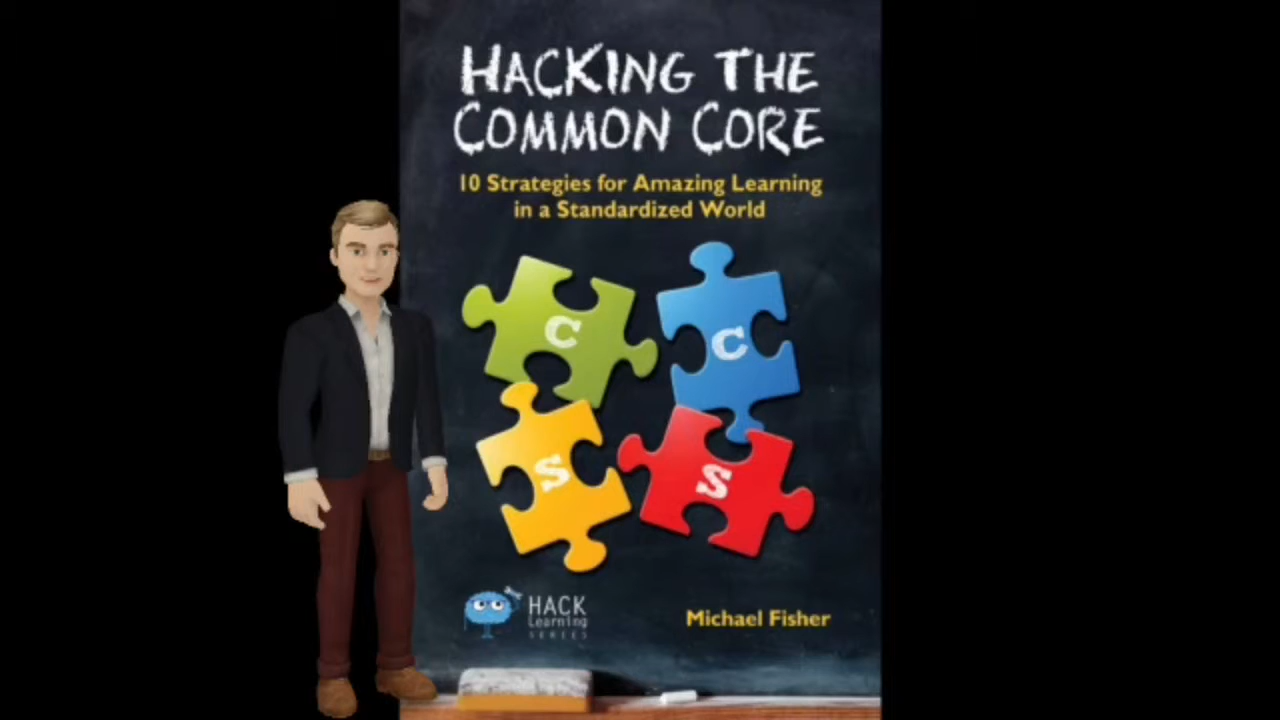 HACKING THE
COMMON CORE
10 Strategies for Amazing Learning
in a Standardized World
C
C
S
S
HACK
Learning
SERIES
Michael Fisher